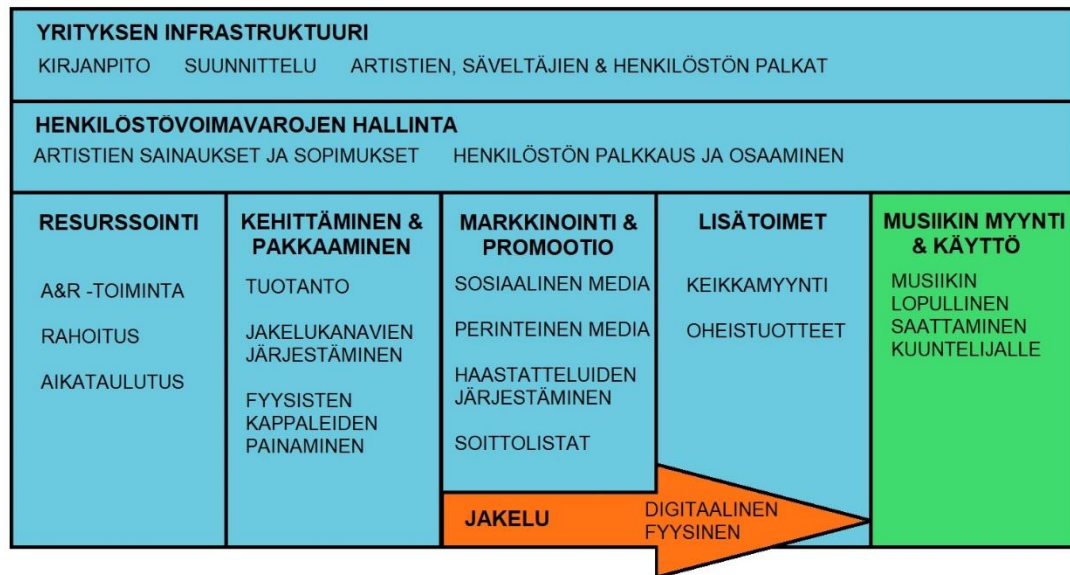 YRITYKSEN INFRASTRUKTUURI
KIRJANPITO SUUNNITTELU ARTISTIEN, SÄVELTÄJIEN & HENKILÖSTÖN PALKAT
HENKILÖSTÖVOIMAVAROJEN HALLINTA
ARTISTIEN SAINAUKSET JA SOPIMUKSET HENKILÖSTÖN PALKKAUS JA OSAAMINEN
RESURSSOINTI
A&R -TOIMINTA
RAHOITUS
AIKATAULUTUS
KEHITTÄMINEN &
PAKKAAMINEN
TUOTANTO
JAKELUKANAVIEN
JÄRJESTÄMINEN
FYYSISTEN
KAPPALEIDEN
PAINAMINEN
MARKKINOINTI &
PROMOOTIO
SOSIAALINEN MEDIA
PERINTEINEN MEDIA
HAASTATTELUIDEN
JÄRJESTÄMINEN
SOITTOLISTAT
LISÄTOIMET
KEIKKAMYYNTI
OHEISTUOTTEET
JAKELU
DIGITAALINEN
FYYSINEN
MUSIIKIN MYYNTI
& KÄYTTÖ
MUSIIKIN
LOPULLINEN
SAATTAMINEN
KUUNTELIJALLE